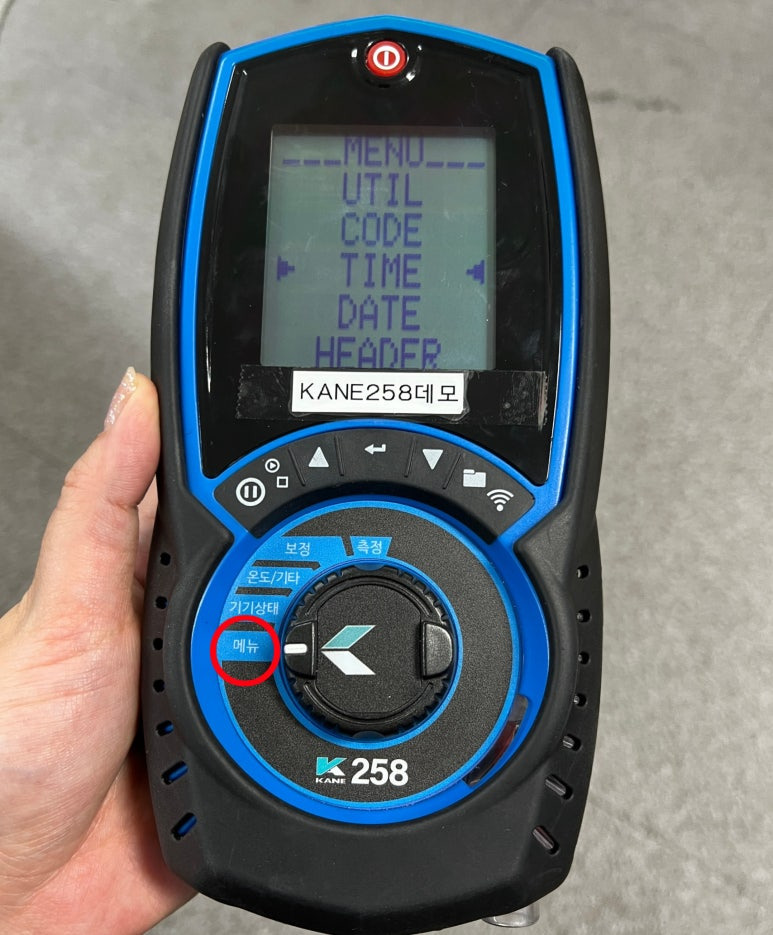 ___MENU___
UTIL
CODE
TIME
DATE
HEADER
KANE258데모
보정 측정
온도/기타
기기상태
메뉴
KANE 258